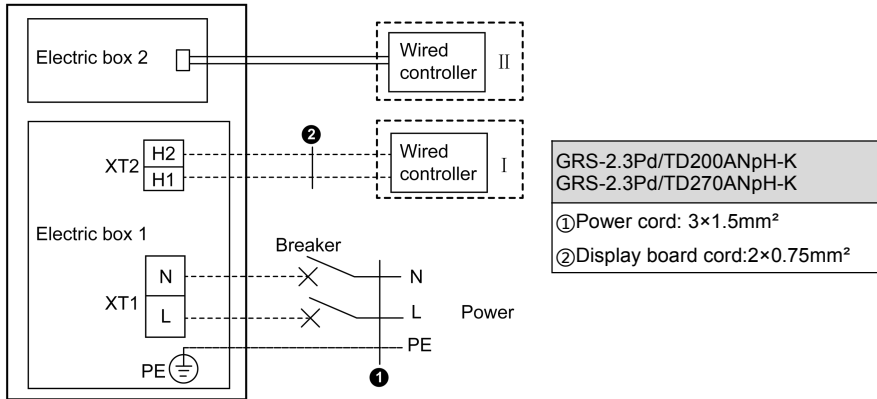 Electric box 2
Wired
controller
II
❷
XT2
H2
H1
Wired
controller
I
Electric box 1
Breaker
XT1
N
L
N
L
Power
PE
PE
❶
GRS-2.3Pd/TD200ANpH-K
GRS-2.3Pd/TD270ANpH-K
①Power cord: 3×1.5mm²
②Display board cord:2×0.75mm²